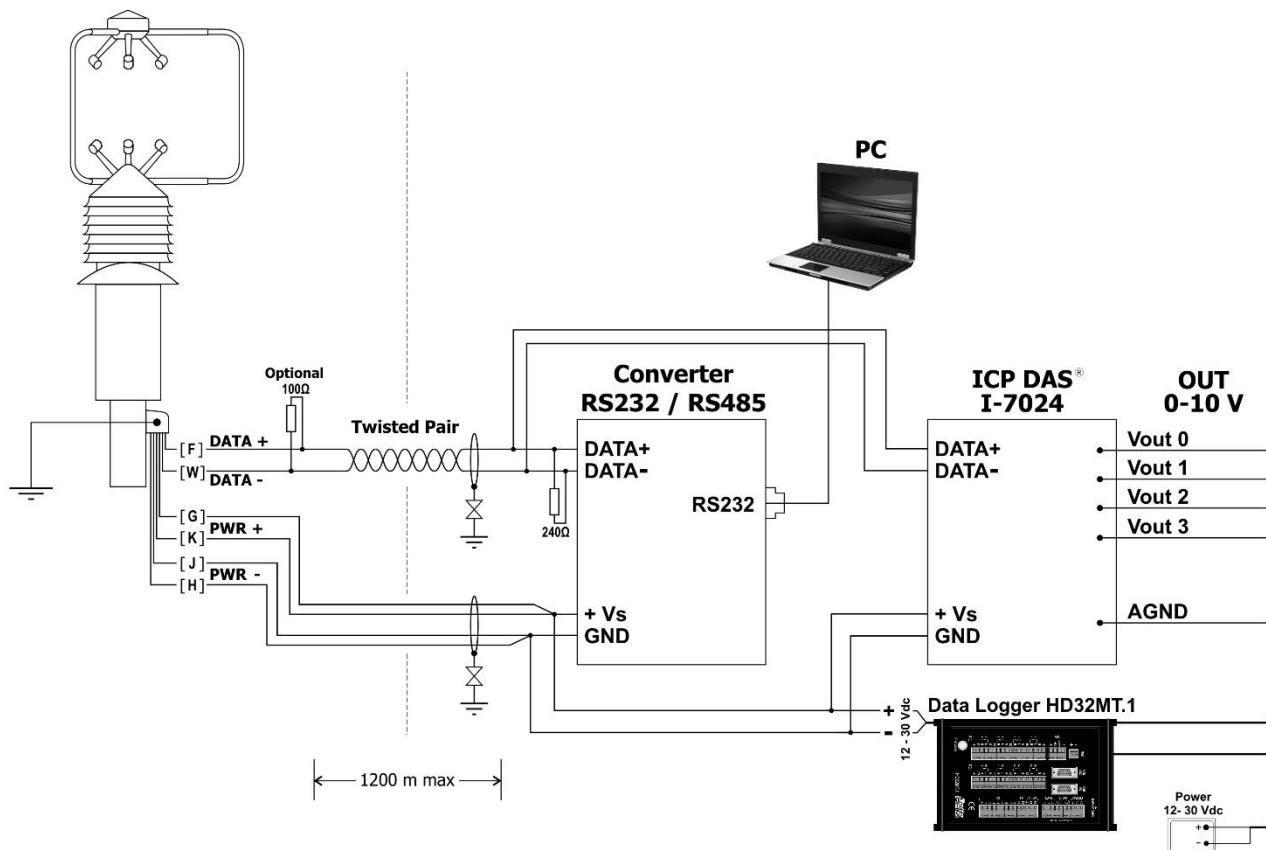 PC
Optional
100Ω
Converter
RS232 / RS485
ICP DAS®
I-7024
OUT
0-10 V
Twisted Pair
[F] DATA +
[W] DATA -
[G]
[K] PWR +
[J]
[H] PWR -
240Ω
DATA+
DATA-
RS232
+ Vs
GND
DATA+
DATA-
+ Vs
GND
Vout 0
Vout 1
Vout 2
Vout 3
AGND
+
-
12 - 30 Vdc
Data Logger HD32MT.1
1200 m max
Power
12- 30 Vdc
+
-